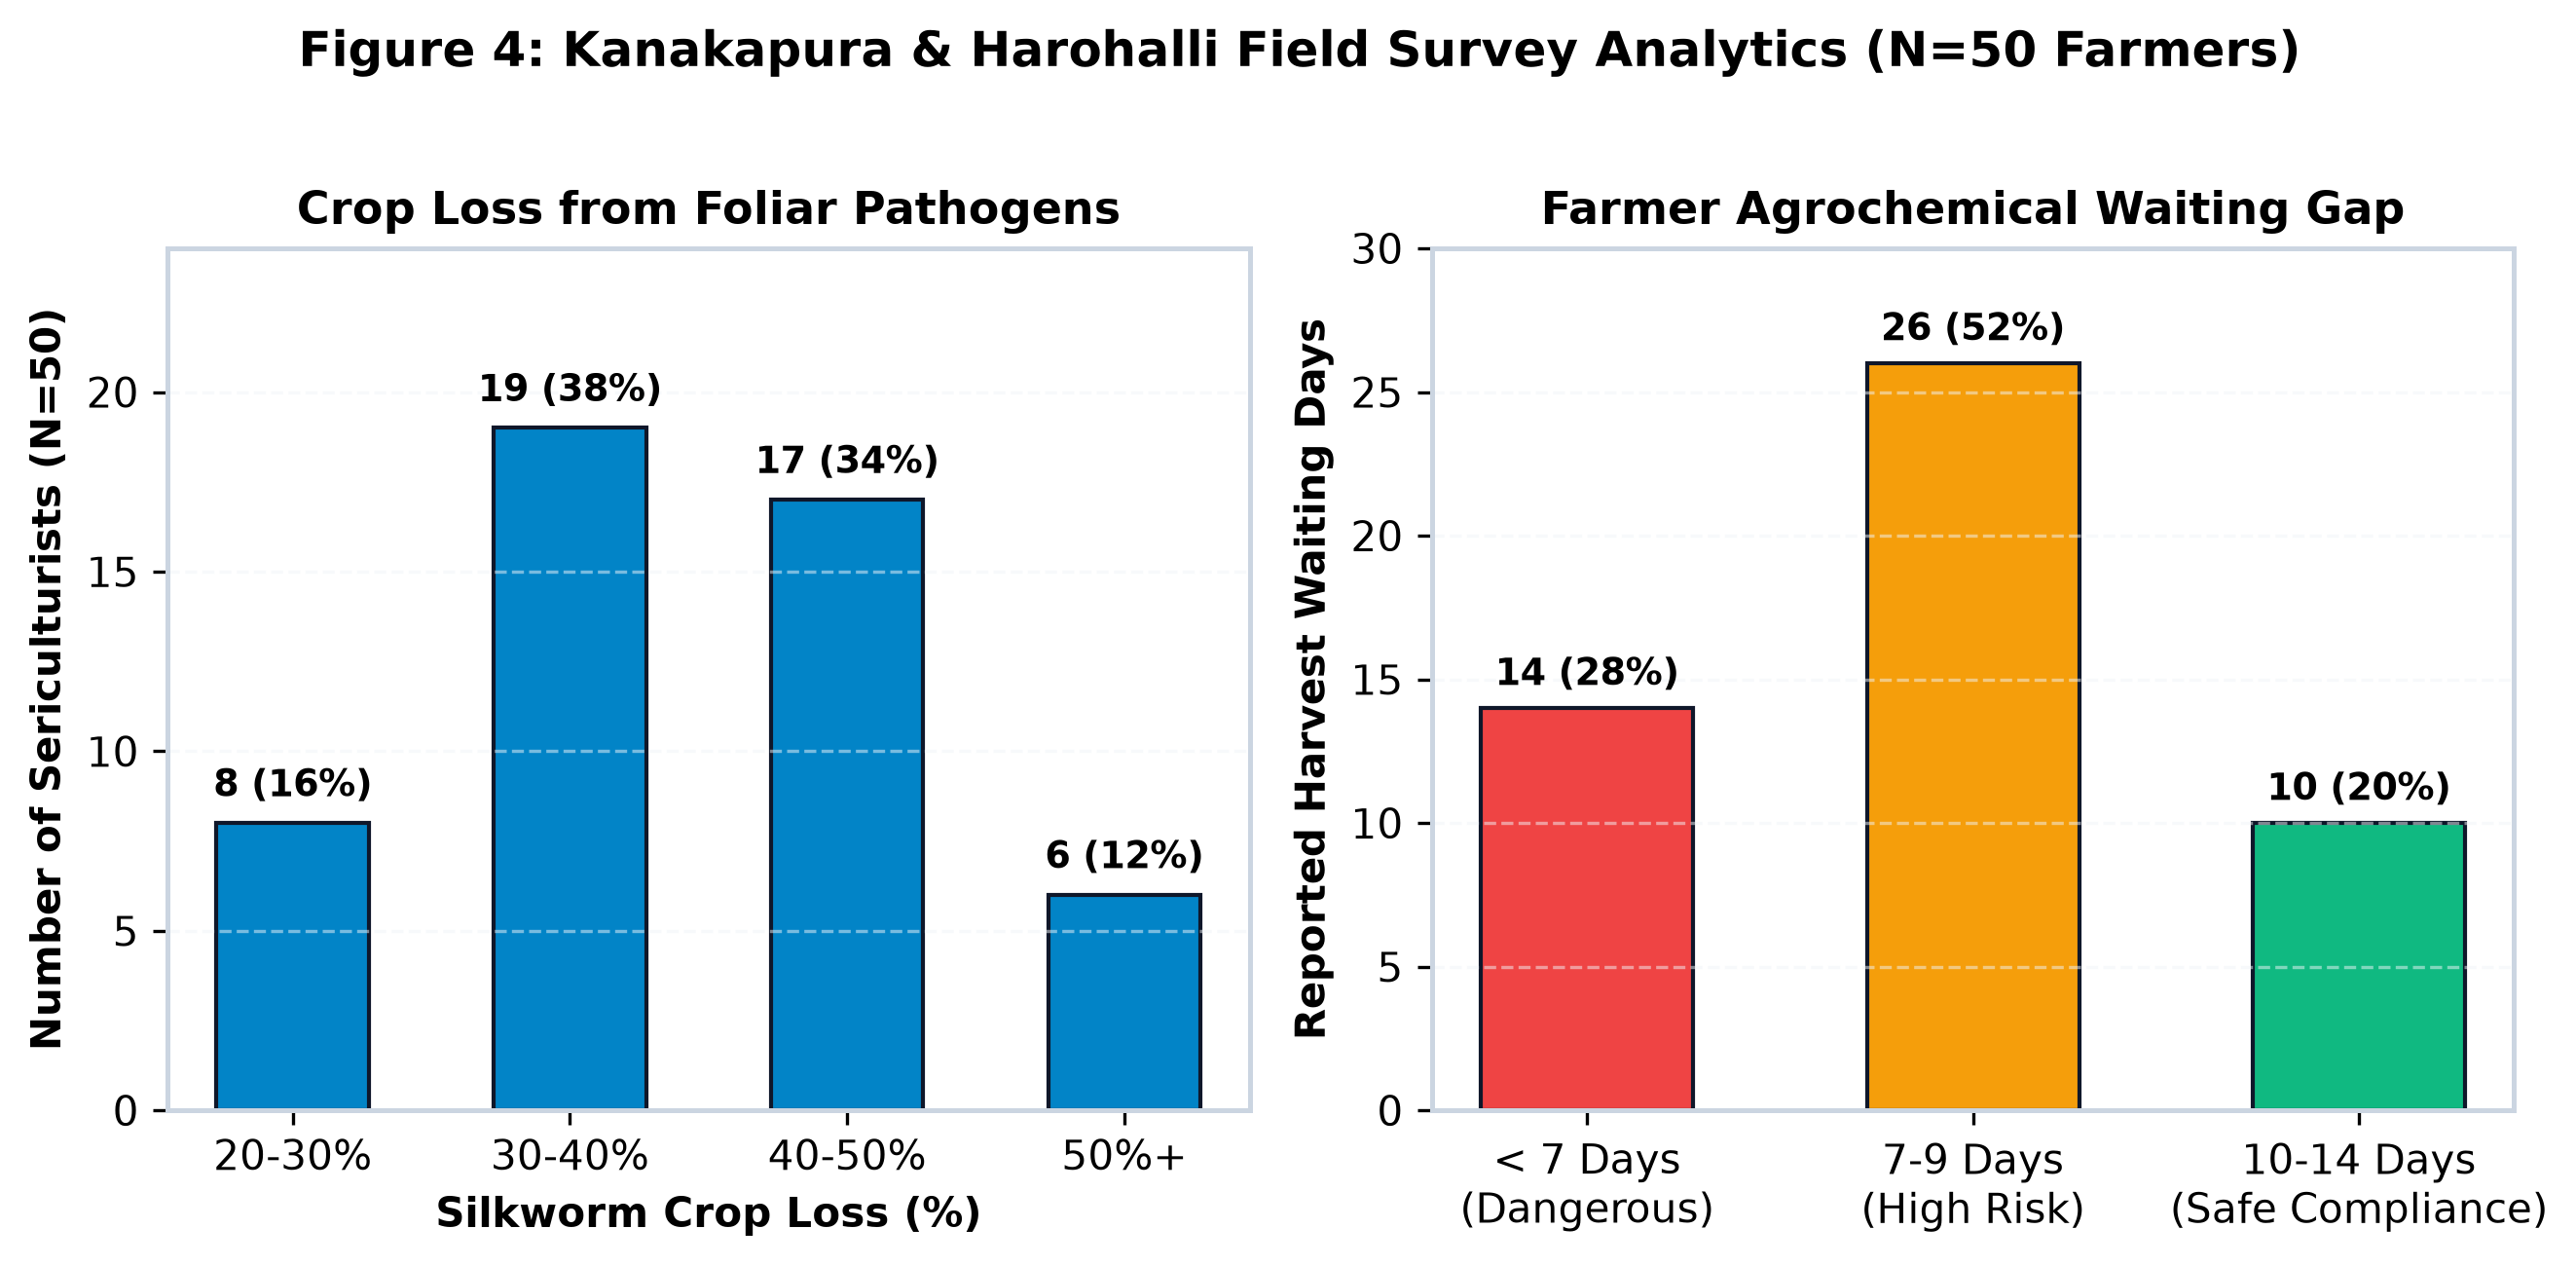 Figure 4: Kanakapura & Harohalli Field Survey Analytics (N=50 Farmers)
Crop Loss from Foliar Pathogens
Number of Sericulturists (N=50)
20
15
10
5
0
8 (16%)
19 (38%)
17 (34%)
6 (12%)
20-30%
30-40%
40-50%
50%+
Silkworm Crop Loss (%)
Farmer Agrochemical Waiting Gap
Reported Harvest Waiting Days
30
25
20
15
10
5
0
14 (28%)
26 (52%)
10 (20%)
< 7 Days
(Dangerous)
7-9 Days
(High Risk)
10-14 Days
(Safe Compliance)